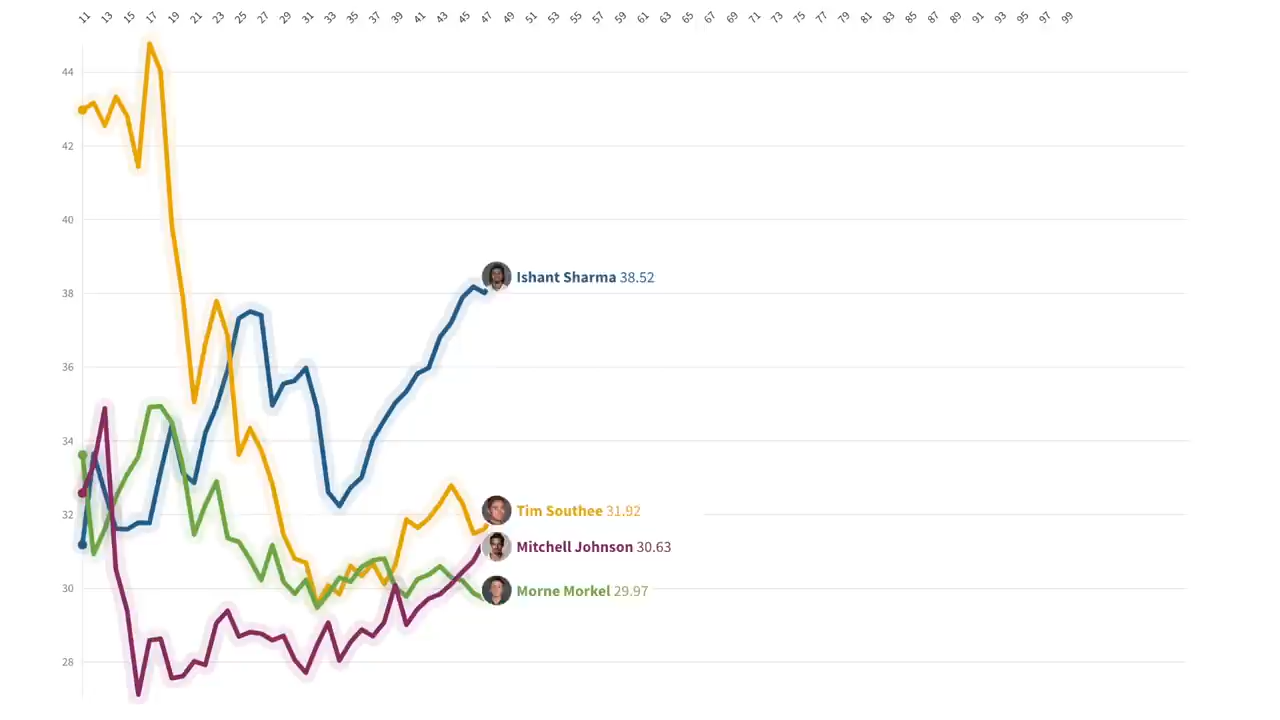 11 13 15 17 19 21 23 25 27 29 31 33 35 37 39 41 43 45 47 49 51 53 55 57 59 61 63 65 67 69 71 73 75 77 79 81 83 85 87 89 91 93 95 97 99
44
42
40
38
Ishant Sharma 38.52
36
34
32
Tim Southee 31.92
Mitchell Johnson 30.63
30
Morne Morkel 29.97
28